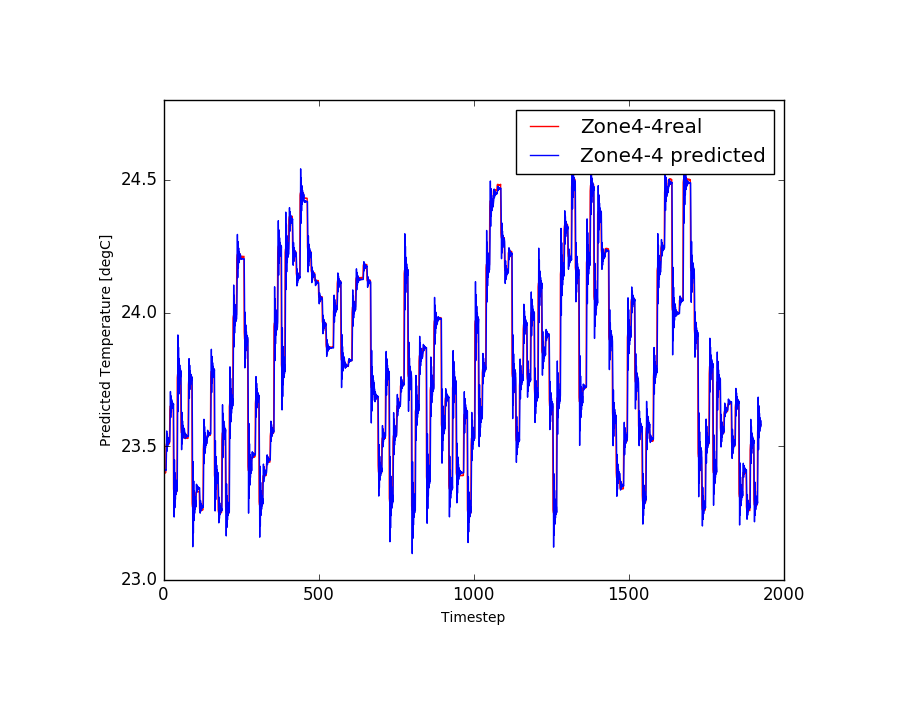 Zone4-4real
Zone4-4 predicted
24.5
24.0
23.5
23.0
Predicted Temperature [degC]
0 500 1000 1500 2000
Timestep